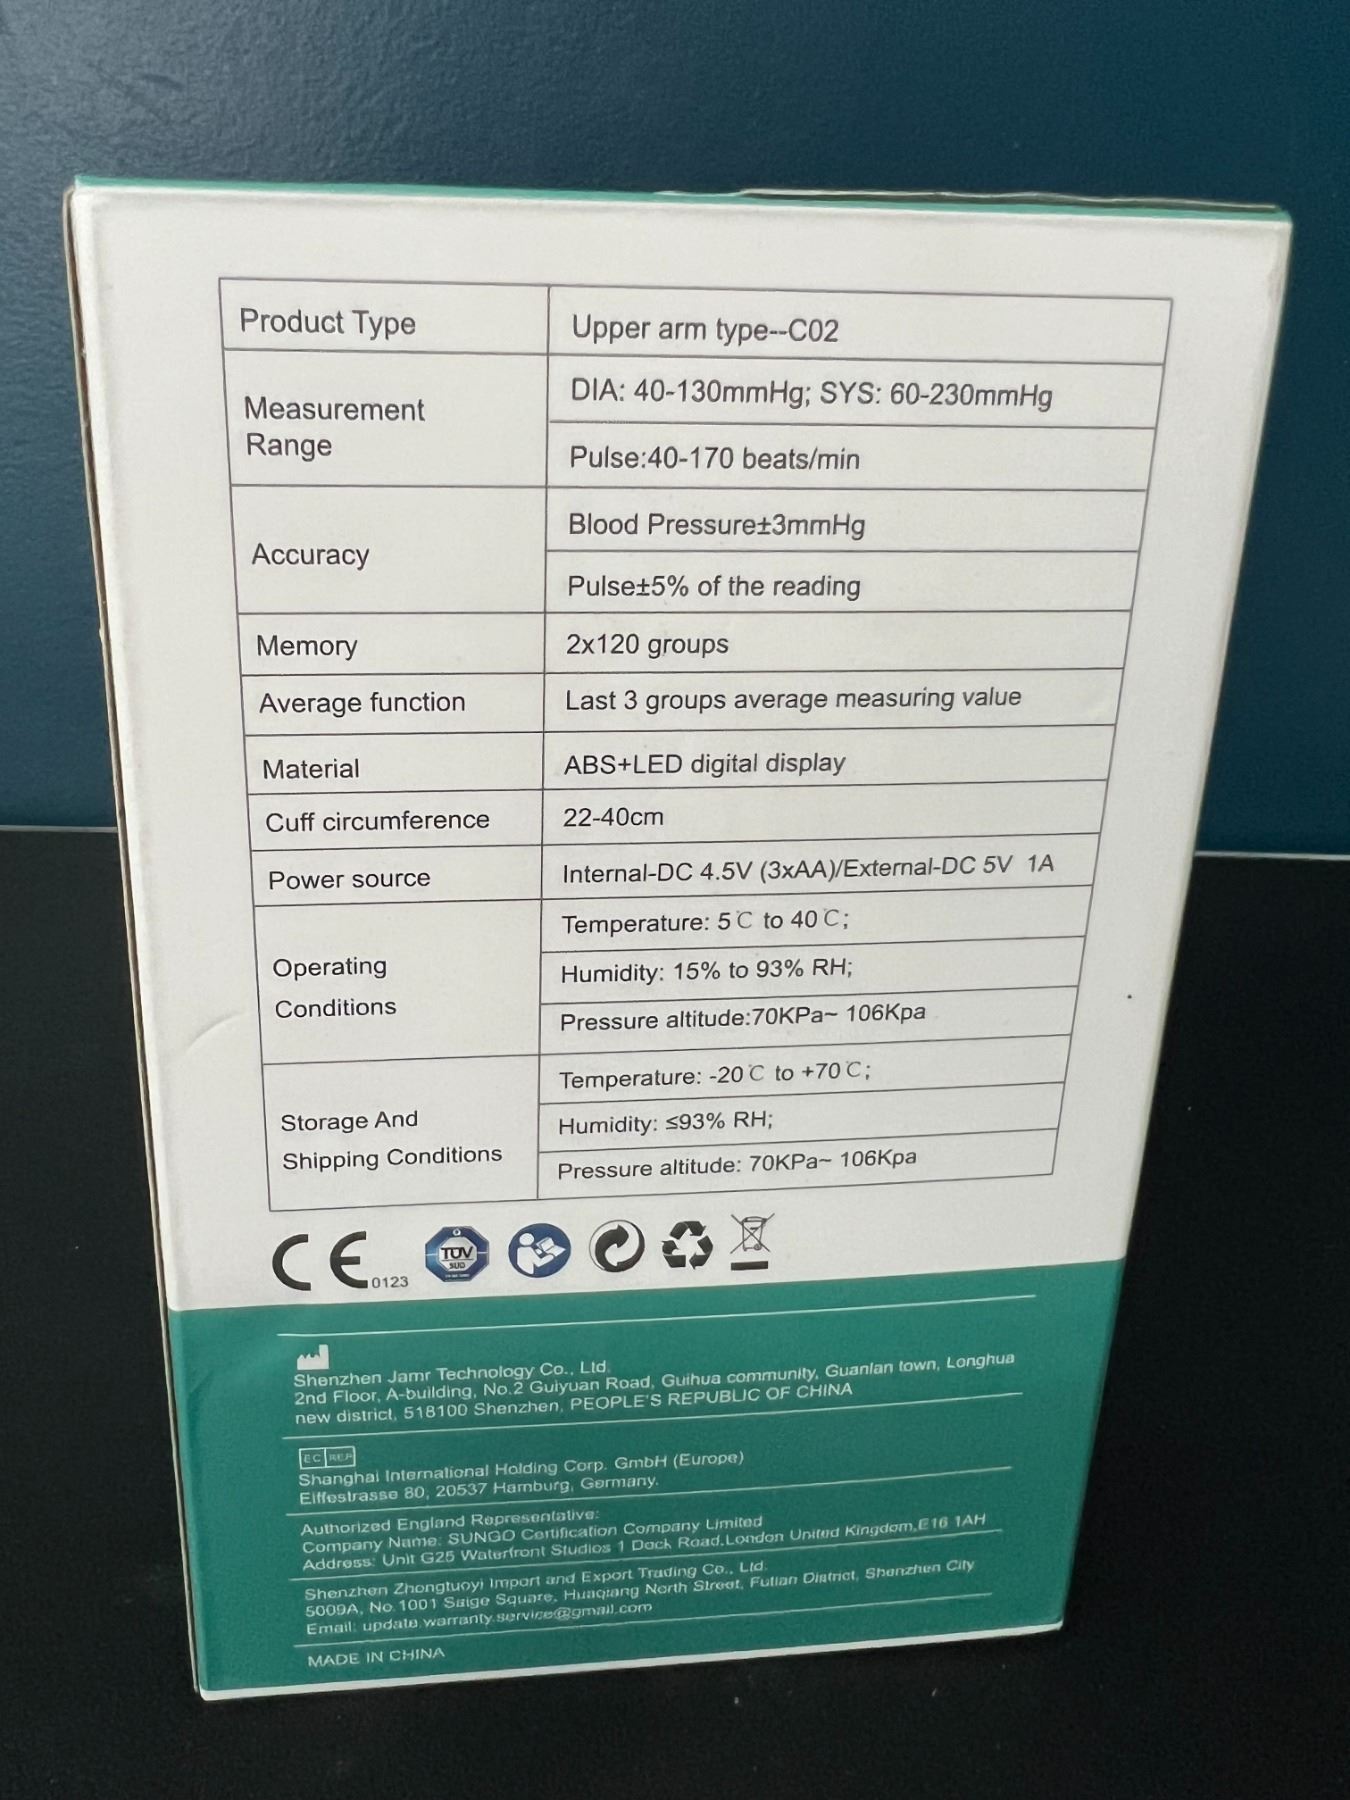 Product Type
Upper arm type--C02
Measurement
Range
DIA: 40-130mmHg; SYS: 60-230mmHg
Pulse:40-170 beats/min
Accuracy
Blood Pressure±3mmHg
Pulse±5% of the reading
Memory
2x120 groups
Average function
Last 3 groups average measuring value
Material
ABS+LED digital display
Cuff circumference
22-40cm
Power source
Internal-DC 4.5V (3xAA)/External-DC 5V 1A
Operating
Conditions
Temperature: 5℃ to 40℃;
Humidity: 15% to 93% RH;
Pressure altitude:70KPa~ 106Kpa
Storage And
Shipping Conditions
Temperature: -20℃ to +70℃;
Humidity: ≤93% RH;
Pressure altitude: 70KPa~ 106Kpa
CE 0123
TÜV
SÜD
Shenzhen Jamr Technology Co., Ltd.
2nd Floor, A-building, No.2 Guiyuan Road, Guihua community, Guanlan town, Longhua
new district, 518100 Shenzhen, PEOPLE'S REPUBLIC OF CHINA
EC REP
Shanghai International Holding Corp. GmbH (Europe)
Eiffestrasse 80, 20537 Hamburg, Germany.
Authorized England Representative:
Company Name: SUNGO Certification Company Limited
Address: Unit G25 Waterfront Studios 1 Dock Road,London United Kingdom,E16 1AH
Shenzhen Zhongtuoyi Import and Export Trading Co., Ltd.
5009A, No.1001 Saige Square, Huaqiang North Street, Futian District, Shenzhen City
Email: update.warranty.service@gmail.com
MADE IN CHINA